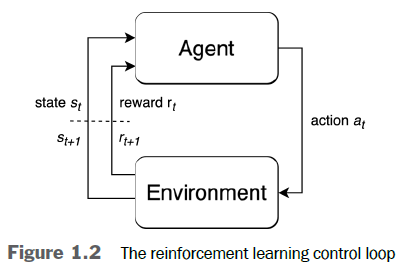 Agent
state sₜ
reward rₜ
action aₜ
sₜ₊₁
rₜ₊₁
Environment
Figure 1.2 The reinforcement learning control loop